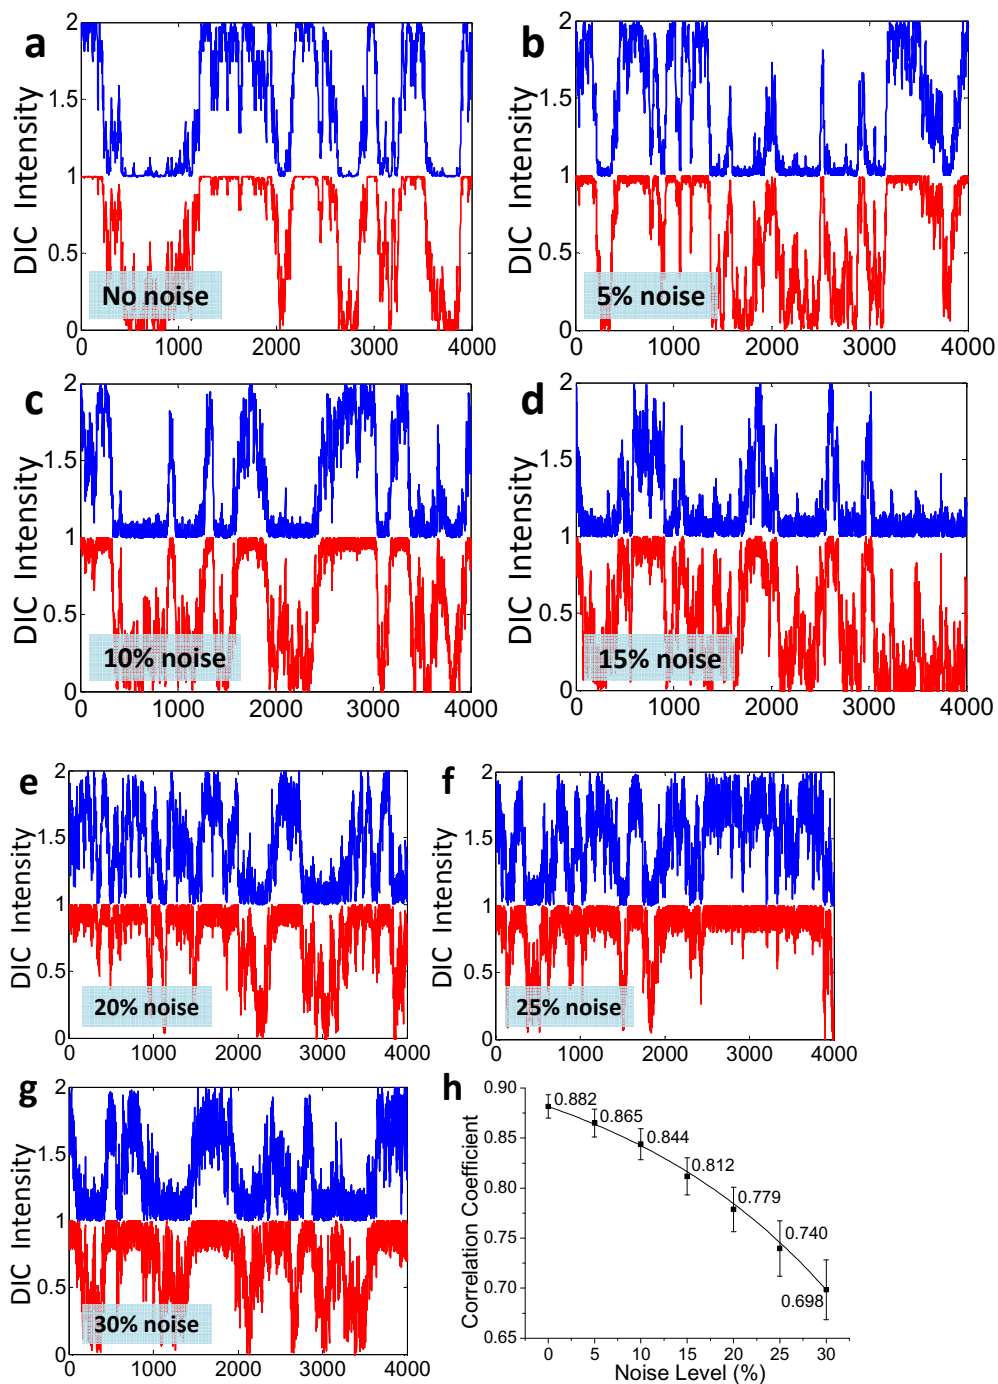 a
2
1.5
1
0.5
0
DIC Intensity
No noise
0 1000 2000 3000 4000
b
2
1.5
1
0.5
0
DIC Intensity
5% noise
0 1000 2000 3000 4000
c
2
1.5
1
0.5
0
DIC Intensity
10% noise
0 1000 2000 3000 4000
d
2
1.5
1
0.5
0
DIC Intensity
15% noise
0 1000 2000 3000 4000
e
2
1.5
1
0.5
0
DIC Intensity
20% noise
0 1000 2000 3000 4000
f
2
1.5
1
0.5
0
DIC Intensity
25% noise
0 1000 2000 3000 4000
g
2
1.5
1
0.5
0
DIC Intensity
30% noise
0 1000 2000 3000 4000
h
0.90
0.85
0.80
0.75
0.70
0.65
Correlation Coefficient
0.882
0.865
0.844
0.812
0.779
0.740
0.698
0 5 10 15 20 25 30
Noise Level (%)